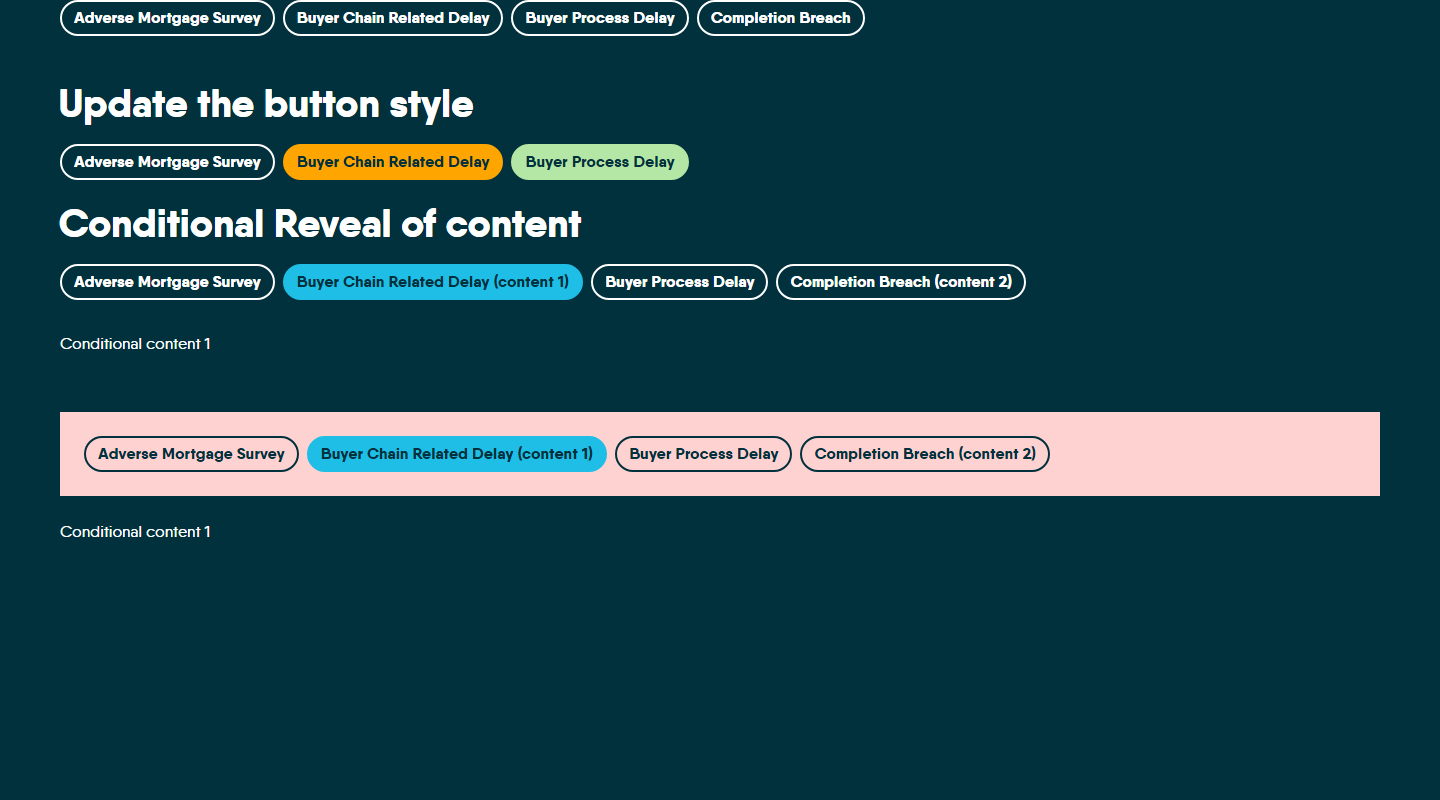 Adverse Mortgage Survey Buyer Chain Related Delay Buyer Process Delay Completion Breach
Update the button style
Adverse Mortgage Survey Buyer Chain Related Delay Buyer Process Delay
Conditional Reveal of content
Adverse Mortgage Survey Buyer Chain Related Delay (content 1) Buyer Process Delay Completion Breach (content 2)
Conditional content 1
Adverse Mortgage Survey Buyer Chain Related Delay (content 1) Buyer Process Delay Completion Breach (content 2)
Conditional content 1